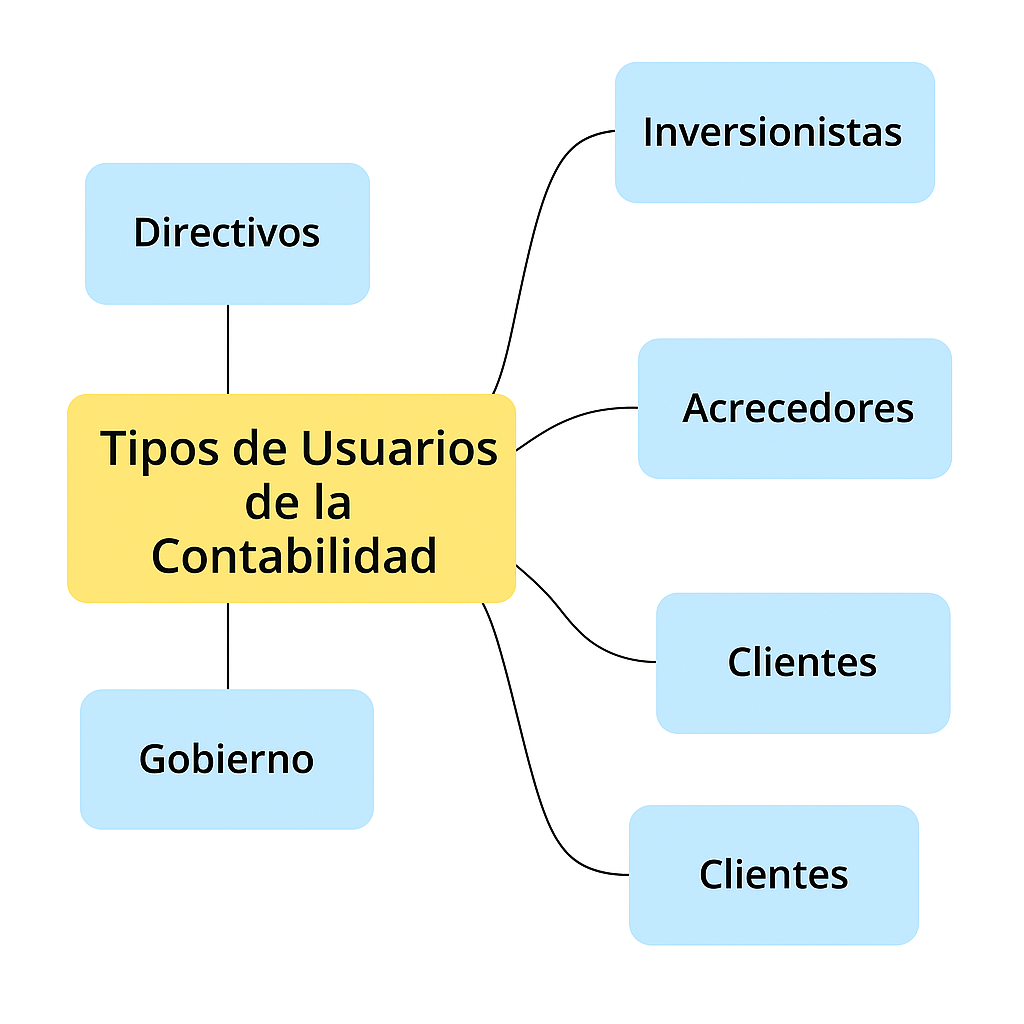 Inversionistas
Directivos
Acrecedores
Tipos de Usuarios
de la
Contabilidad
Clientes
Gobierno
Clientes